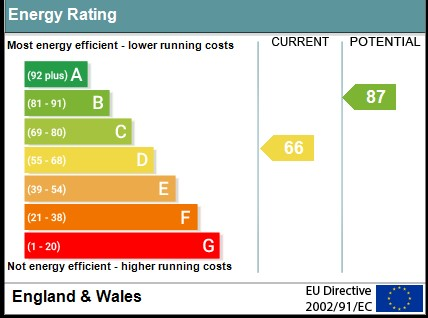 Energy Rating
Most energy efficient - lower running costs
CURRENT
POTENTIAL
(92 plus) A
(81 - 91) B
(69 - 80) C
(55 - 68) D
(39 - 54) E
(21 - 38) F
(1 - 20) G
66
87
Not energy efficient - higher running costs
England & Wales
EU Directive
2002/91/EC